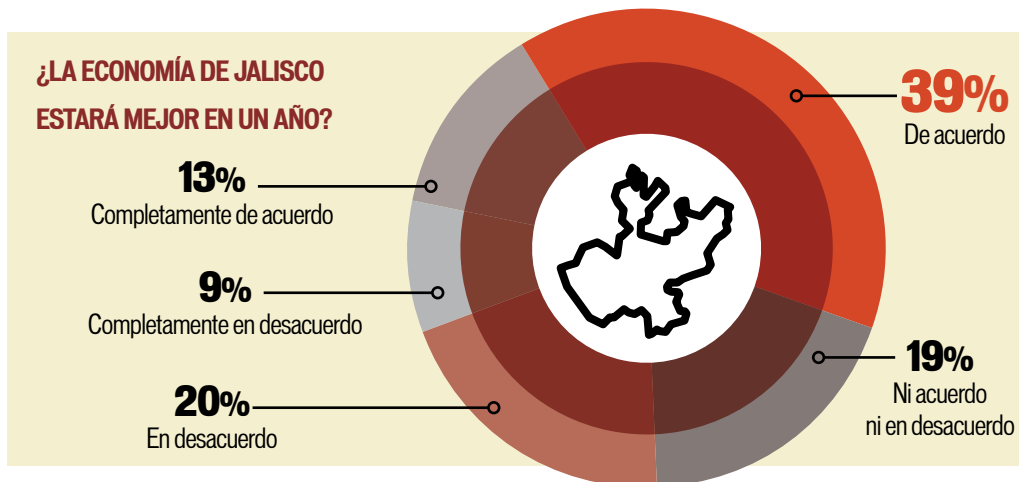 ¿LA ECONOMÍA DE JALISCO
ESTARÁ MEJOR EN UN AÑO?
39%
De acuerdo
13%
Completamente de acuerdo
9%
Completamente en desacuerdo
20%
En desacuerdo
19%
Ni acuerdo
ni en desacuerdo